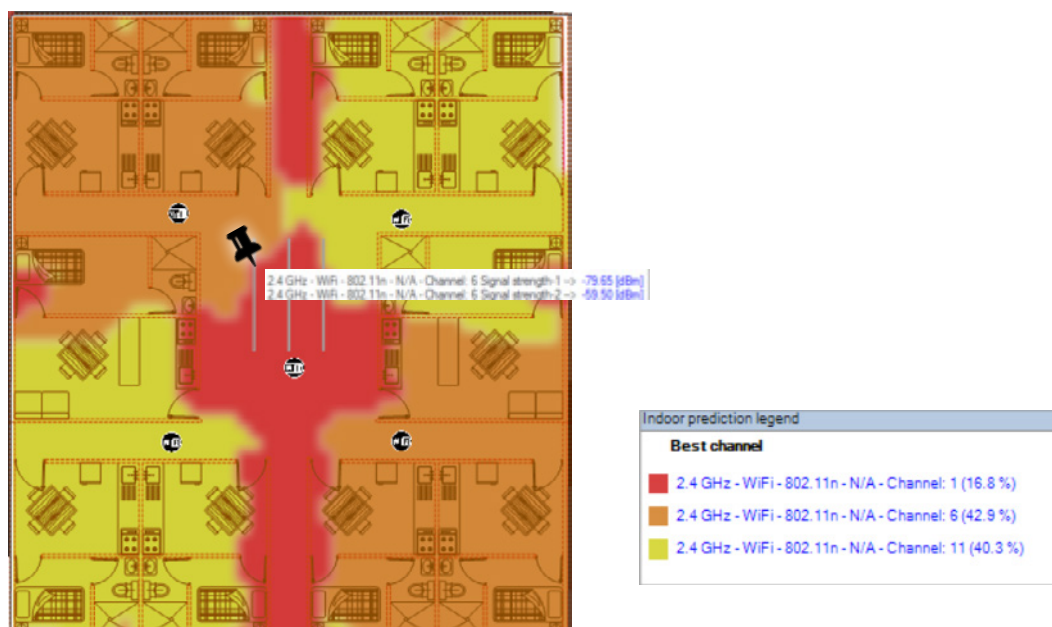 2.4 GHz - WiFi - 802.11n - N/A - Channel: 6 Signal strength-1 --> -79.65 [dBm]
2.4 GHz - WiFi - 802.11n - N/A - Channel: 6 Signal strength-2 --> -59.50 [dBm]
Indoor prediction legend
Best channel
2.4 GHz - WiFi - 802.11n - N/A - Channel: 1 (16.8 %)
2.4 GHz - WiFi - 802.11n - N/A - Channel: 6 (42.9 %)
2.4 GHz - WiFi - 802.11n - N/A - Channel: 11 (40.3 %)